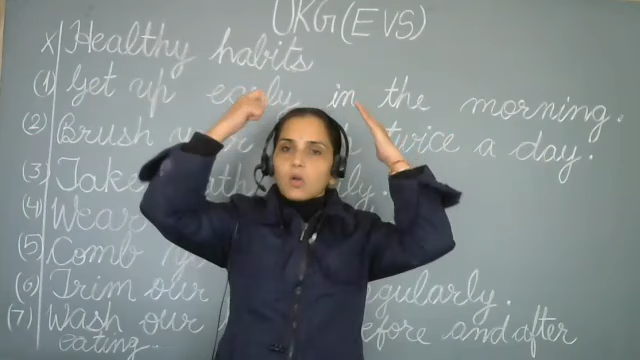 UKG (EVS)
x Healthy habits
(1) Get up early in the morning.
(2) Brush your twice a day.
(3) Take
(4) Wear
(5) Comb
(6) Trim our regularly.
(7) Wash our before and after
eating.